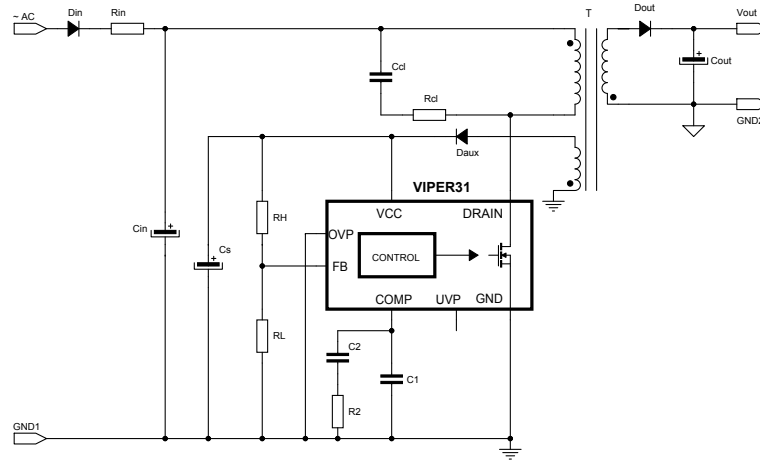 ~ AC
Din
Rin
T
Dout
Vout
Ccl
Cout
+
Rcl
GND2
Daux
VIPER31
VCC
DRAIN
RH
Cin
+
Cs
+
OVP
CONTROL
FB
COMP
UVP
GND
RL
C2
C1
R2
GND1